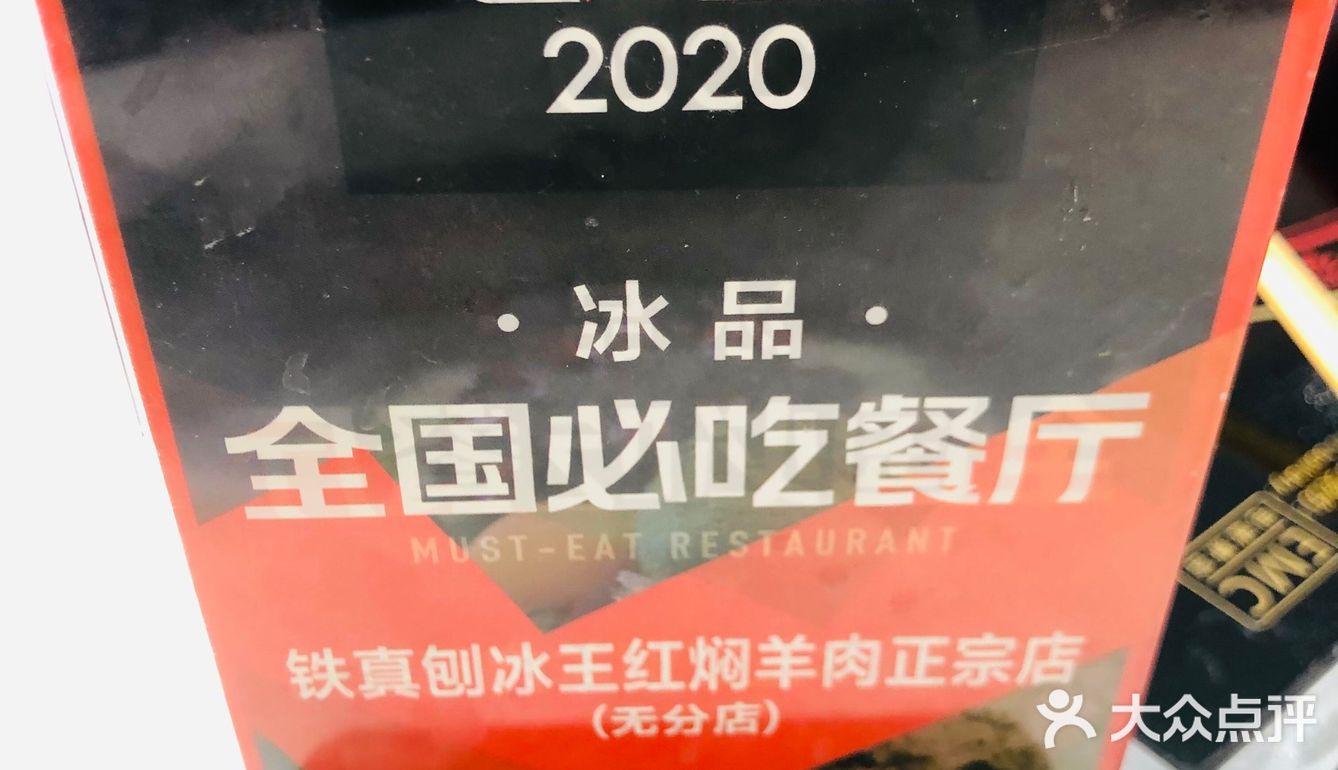 2020
· 冰品 ·
全国必吃餐厅
MUST-EAT RESTAURANT
铁真刨冰王红焖羊肉正宗店
(无分店)
EMC
大众点评